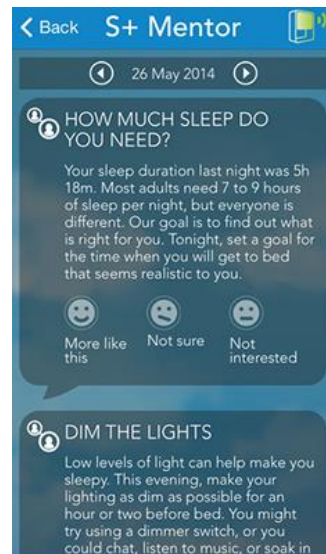 Back S+ Mentor
26 May 2014
HOW MUCH SLEEP DO
YOU NEED?
Your sleep duration last night was 5h
18m. Most adults need 7 to 9 hours
of sleep per night, but everyone is
different. Our goal is to find out what
is right for you. Tonight, set a goal for
the time when you will get to bed
that seems realistic to you.
More like
this
Not sure
Not
interested
DIM THE LIGHTS
Low levels of light can help make you
sleepy. This evening, make your
lighting as dim as possible for an
hour or two before bed. You might
try using a dimmer switch, or you
could chat, listen to music, or soak in